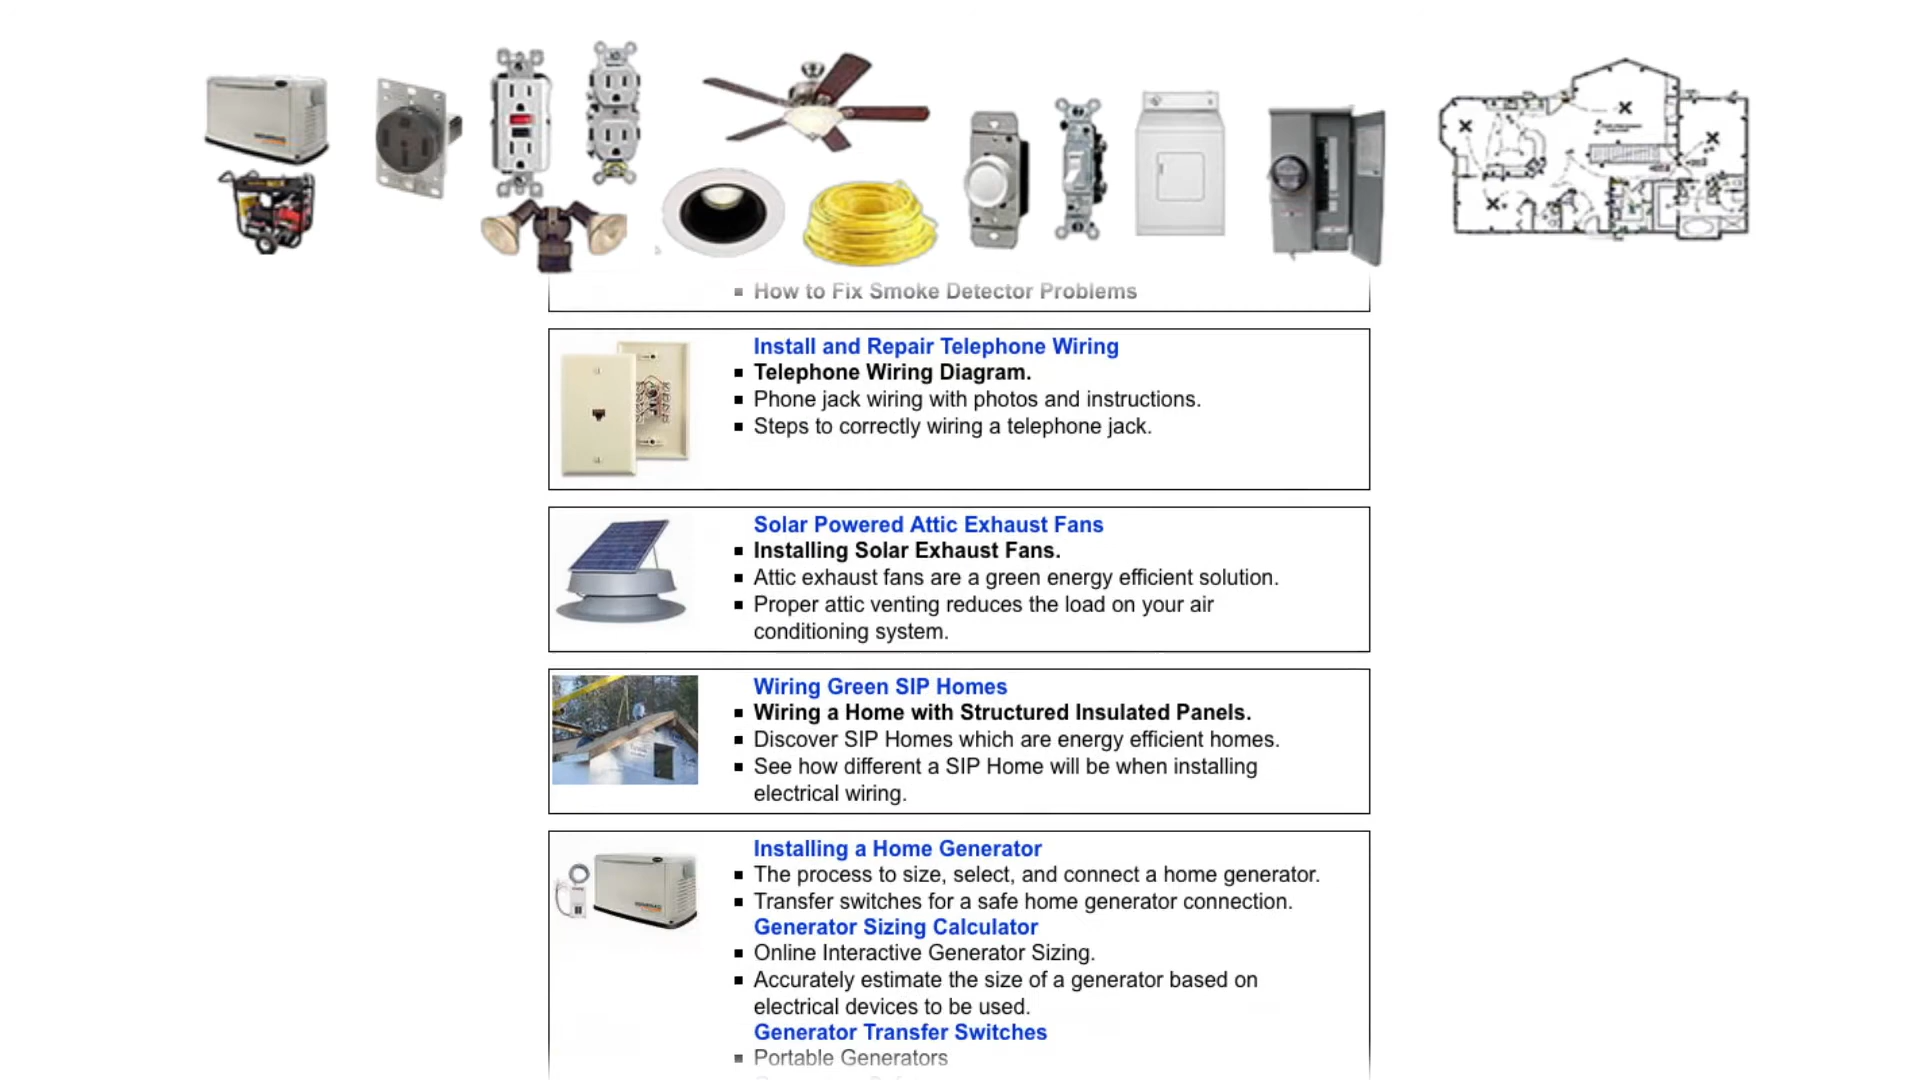 How to Fix Smoke Detector Problems
Install and Repair Telephone Wiring
Telephone Wiring Diagram.
Phone jack wiring with photos and instructions.
Steps to correctly wiring a telephone jack.
Solar Powered Attic Exhaust Fans
Installing Solar Exhaust Fans.
Attic exhaust fans are a green energy efficient solution.
Proper attic venting reduces the load on your air
conditioning system.
Wiring Green SIP Homes
Wiring a Home with Structured Insulated Panels.
Discover SIP Homes which are energy efficient homes.
See how different a SIP Home will be when installing
electrical wiring.
Installing a Home Generator
The process to size, select, and connect a home generator.
Transfer switches for a safe home generator connection.
Generator Sizing Calculator
Online Interactive Generator Sizing.
Accurately estimate the size of a generator based on
electrical devices to be used.
Generator Transfer Switches
Portable Generators